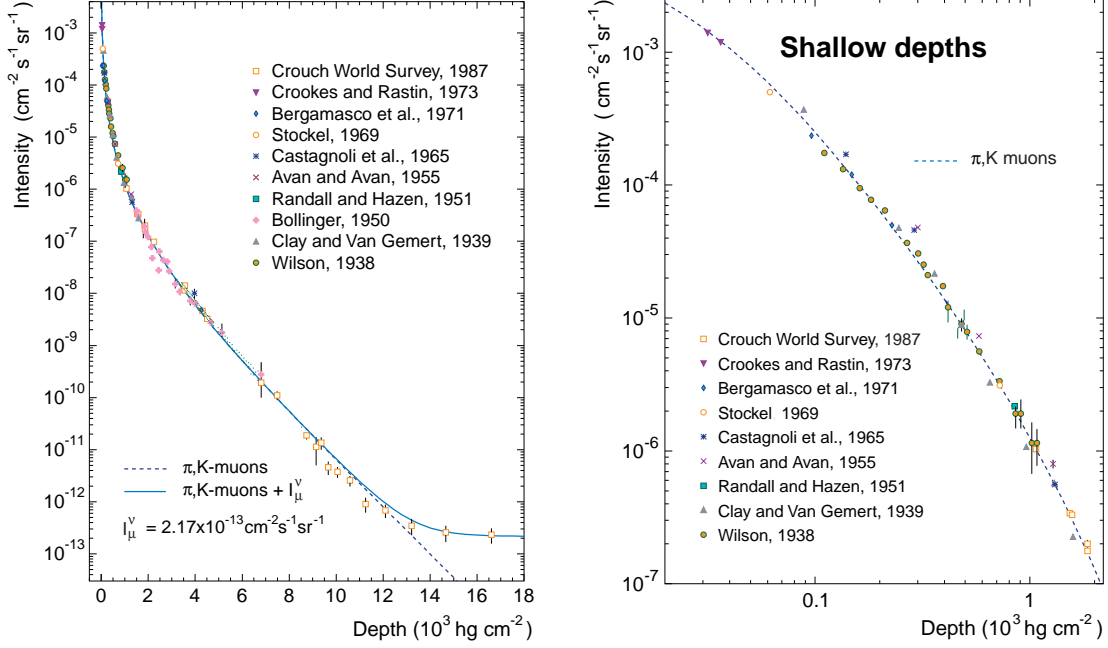 Intensity (cm-2 s-1 sr-1)
10-3
10-4
10-5
10-6
10-7
10-8
10-9
10-10
10-11
10-12
10-13
Crouch World Survey, 1987
Crookes and Rastin, 1973
Bergamasco et al., 1971
Stockel, 1969
Castagnoli et al., 1965
Avan and Avan, 1955
Randall and Hazen, 1951
Bollinger, 1950
Clay and Van Gemert, 1939
Wilson, 1938
π,K-muons
π,K-muons + Iμν
Iμν = 2.17x10-13cm-2s-1sr-1
0 2 4 6 8 10 12 14 16 18
Depth (103 hg cm-2)
Intensity ( cm-2 s-1 sr-1)
10-3
10-4
10-5
10-6
10-7
Shallow depths
π,K muons
Crouch World Survey, 1987
Crookes and Rastin, 1973
Bergamasco et al., 1971
Stockel 1969
Castagnoli et al., 1965
Avan and Avan, 1955
Randall and Hazen, 1951
Clay and Van Gemert, 1939
Wilson, 1938
0.1 1
Depth (103 hg cm-2)